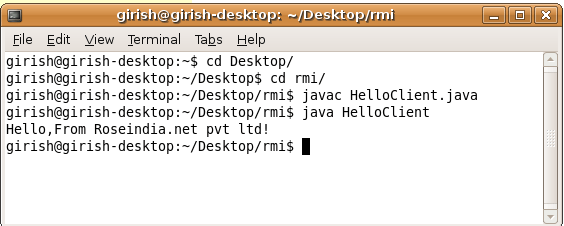 girish@girish-desktop: ~/Desktop/rmi
File Edit View Terminal Tabs Help
girish@girish-desktop:~$ cd Desktop/
girish@girish-desktop:~/Desktop$ cd rmi/
girish@girish-desktop:~/Desktop/rmi$ javac HelloClient.java
girish@girish-desktop:~/Desktop/rmi$ java HelloClient
Hello,From Roseindia.net pvt ltd!
girish@girish-desktop:~/Desktop/rmi$